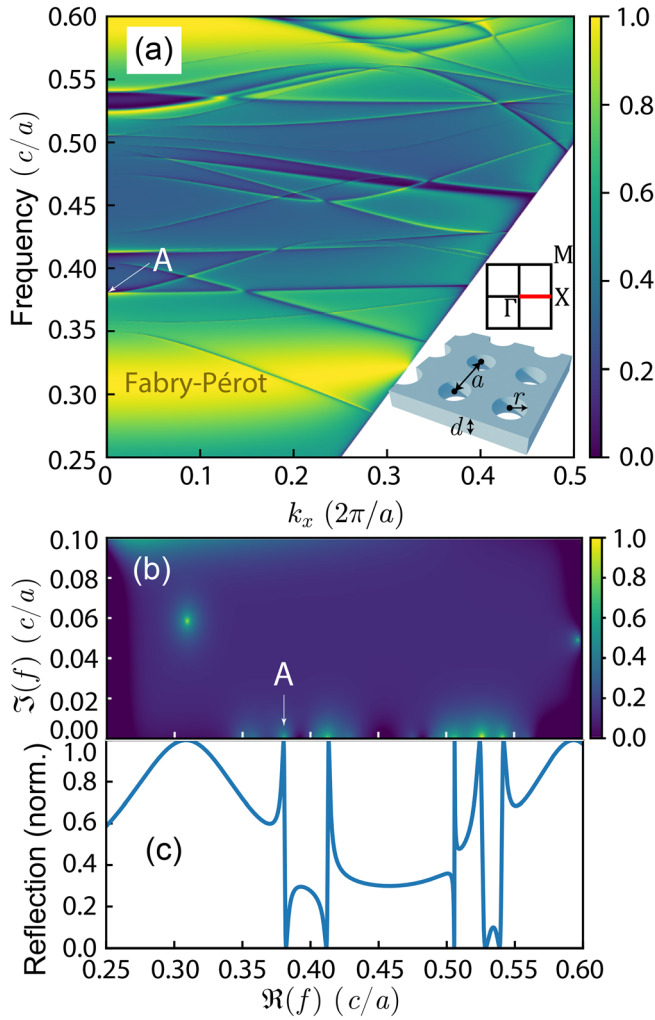 (a)
Frequency (c/a)
0.60
0.55
0.50
0.45
0.40
0.35
0.30
0.25
A
Fabry-Pérot
M
Γ
X
a
r
d
1.0
0.8
0.6
0.4
0.2
0.0
0.0 0.1 0.2 0.3 0.4 0.5
kₓ (2π/a)
(b)
ℑ(f) (c/a)
0.10
0.08
0.06
0.04
0.02
0.00
A
1.0
0.8
0.6
0.4
0.2
0.0
(c)
Reflection (norm.)
1.0
0.8
0.6
0.4
0.2
0.0
0.25 0.30 0.35 0.40 0.45 0.50 0.55 0.60
ℜ(f) (c/a)